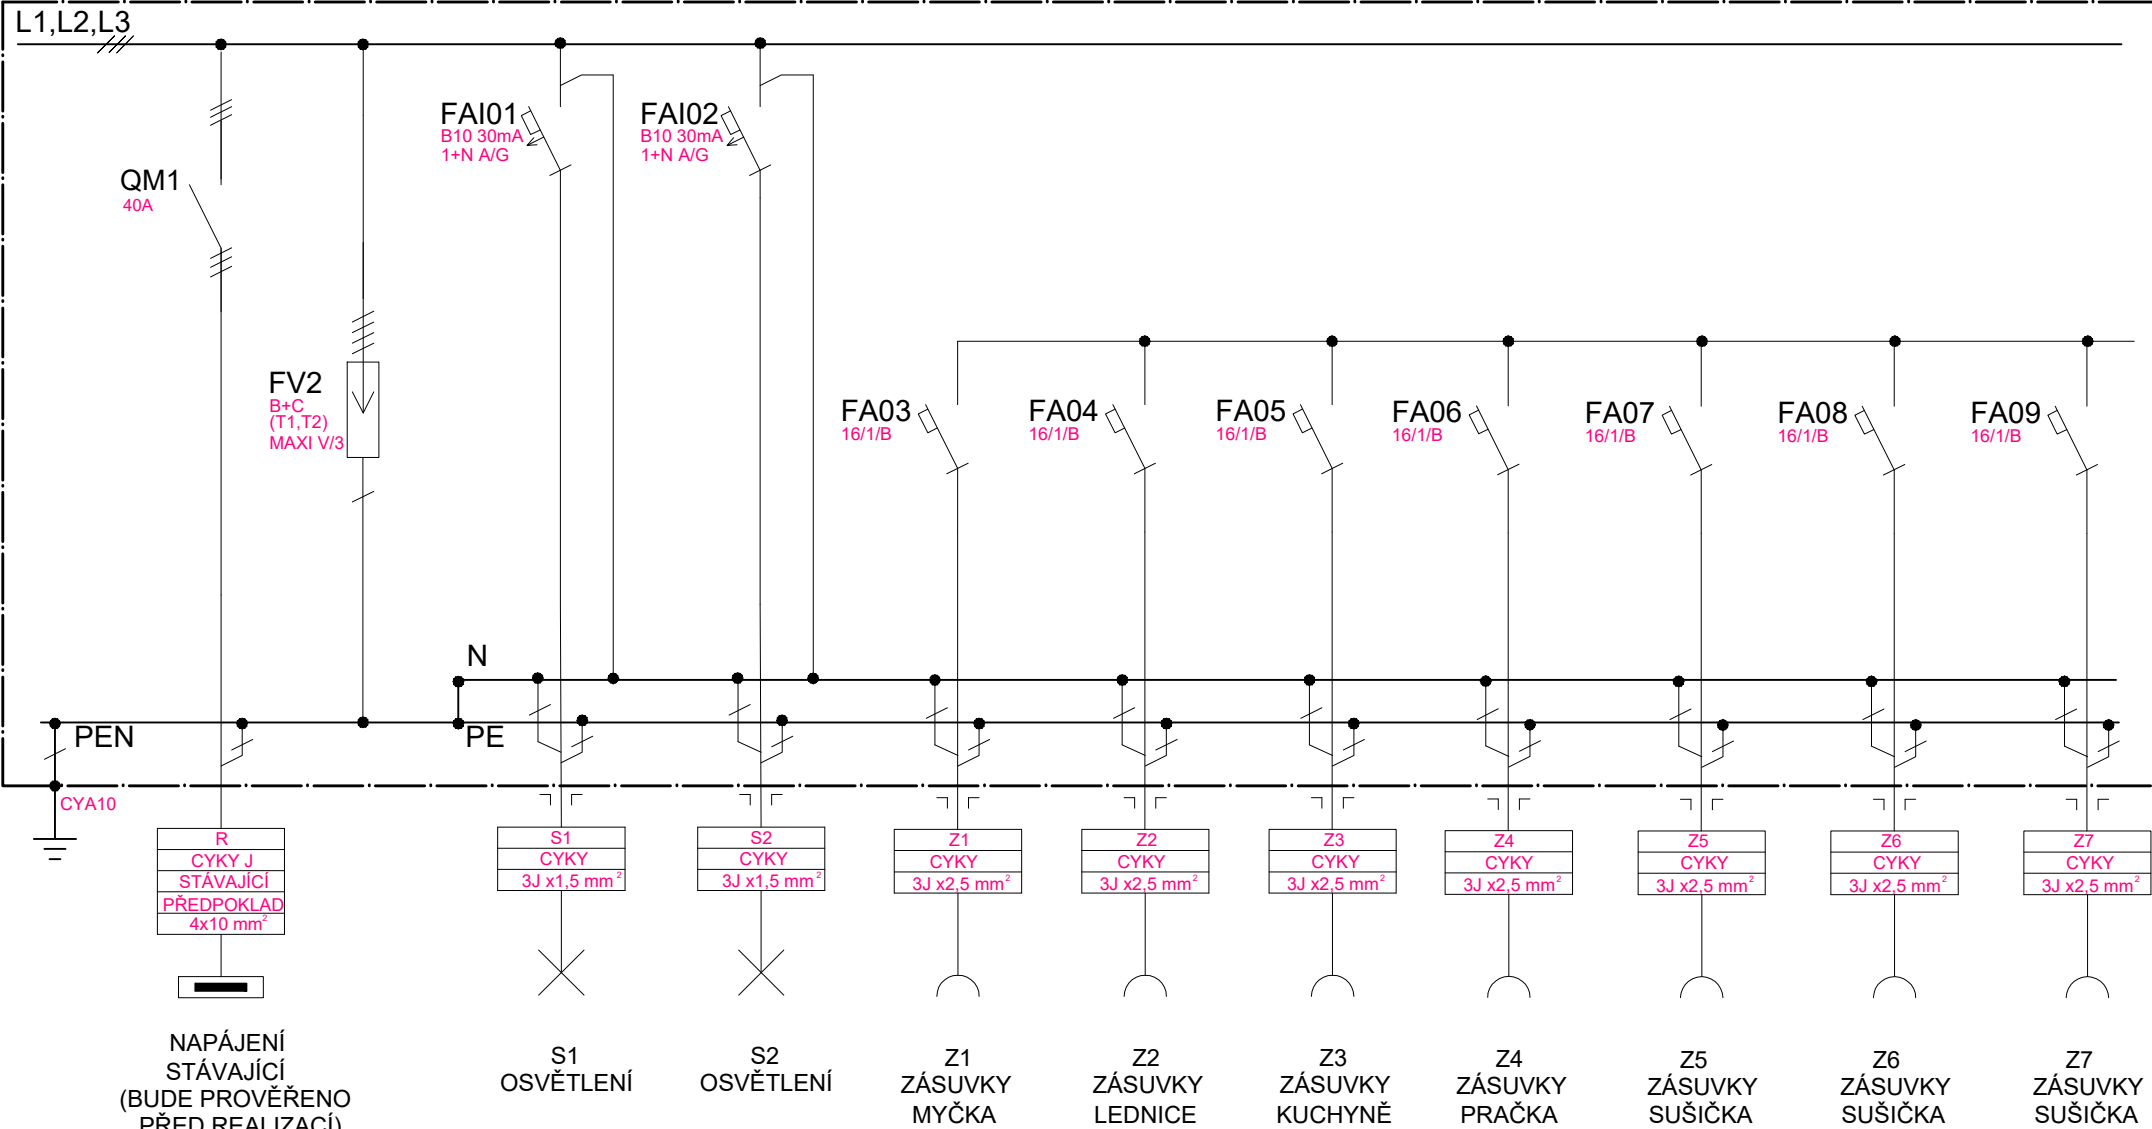 L1,L2,L3
QM1
40A
FV2
B+C
(T1,T2)
MAXI V/3
FAI01
B10 30mA
1+N A/G
FAI02
B10 30mA
1+N A/G
FA03
16/1/B
FA04
16/1/B
FA05
16/1/B
FA06
16/1/B
FA07
16/1/B
FA08
16/1/B
FA09
16/1/B
N
PEN
PE
CYA10
R
CYKY J
STÁVAJÍCÍ
PŘEDPOKLAD
4x10 mm²
S1
CYKY
3J x1,5 mm²
S2
CYKY
3J x1,5 mm²
Z1
CYKY
3J x2,5 mm²
Z2
CYKY
3J x2,5 mm²
Z3
CYKY
3J x2,5 mm²
Z4
CYKY
3J x2,5 mm²
Z5
CYKY
3J x2,5 mm²
Z6
CYKY
3J x2,5 mm²
Z7
CYKY
3J x2,5 mm²
NAPÁJENÍ
STÁVAJÍCÍ
(BUDE PROVĚŘENO
PŘED REALIZACÍ)
S1
OSVĚTLENÍ
S2
OSVĚTLENÍ
Z1
ZÁSUVKY
MYČKA
Z2
ZÁSUVKY
LEDNICE
Z3
ZÁSUVKY
KUCHYNĚ
Z4
ZÁSUVKY
PRAČKA
Z5
ZÁSUVKY
SUŠIČKA
Z6
ZÁSUVKY
SUŠIČKA
Z7
ZÁSUVKY
SUŠIČKA